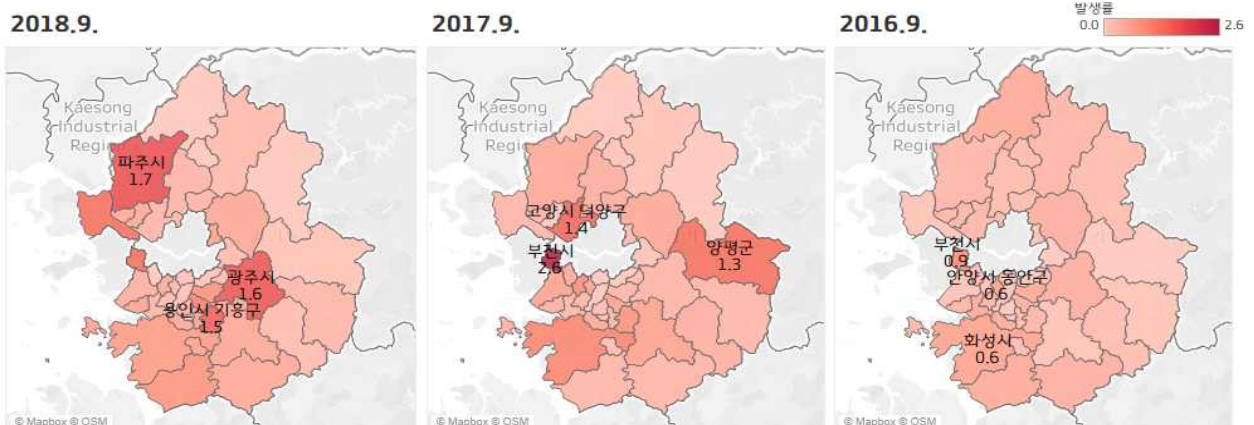 발생률
0.0 2.6
2018.9.
2017.9.
2016.9.
Kaesong
Industrial
Region
파주시
1.7
광주시
1.6
용인시 기흥구
1.5
© Mapbox © OSM
Kaesong
Industrial
Region
고양시 덕양구
1.4
부천시
2.6
양평군
1.3
© Mapbox © OSM
Kaesong
Industrial
Region
부천시
0.9
안양시 동안구
0.6
화성시
0.6
© Mapbox © OSM